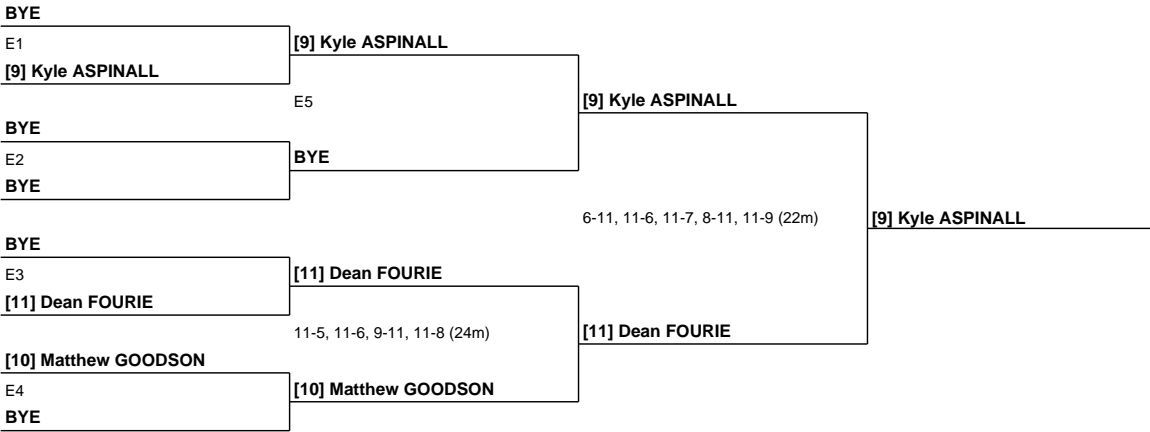 BYE
E1
[9] Kyle ASPINALL
[9] Kyle ASPINALL
E5
[9] Kyle ASPINALL
BYE
E2
BYE
BYE
6-11, 11-6, 11-7, 8-11, 11-9 (22m)
[9] Kyle ASPINALL
BYE
E3
[11] Dean FOURIE
[11] Dean FOURIE
11-5, 11-6, 9-11, 11-8 (24m)
[11] Dean FOURIE
[10] Matthew GOODSON
E4
[10] Matthew GOODSON
BYE